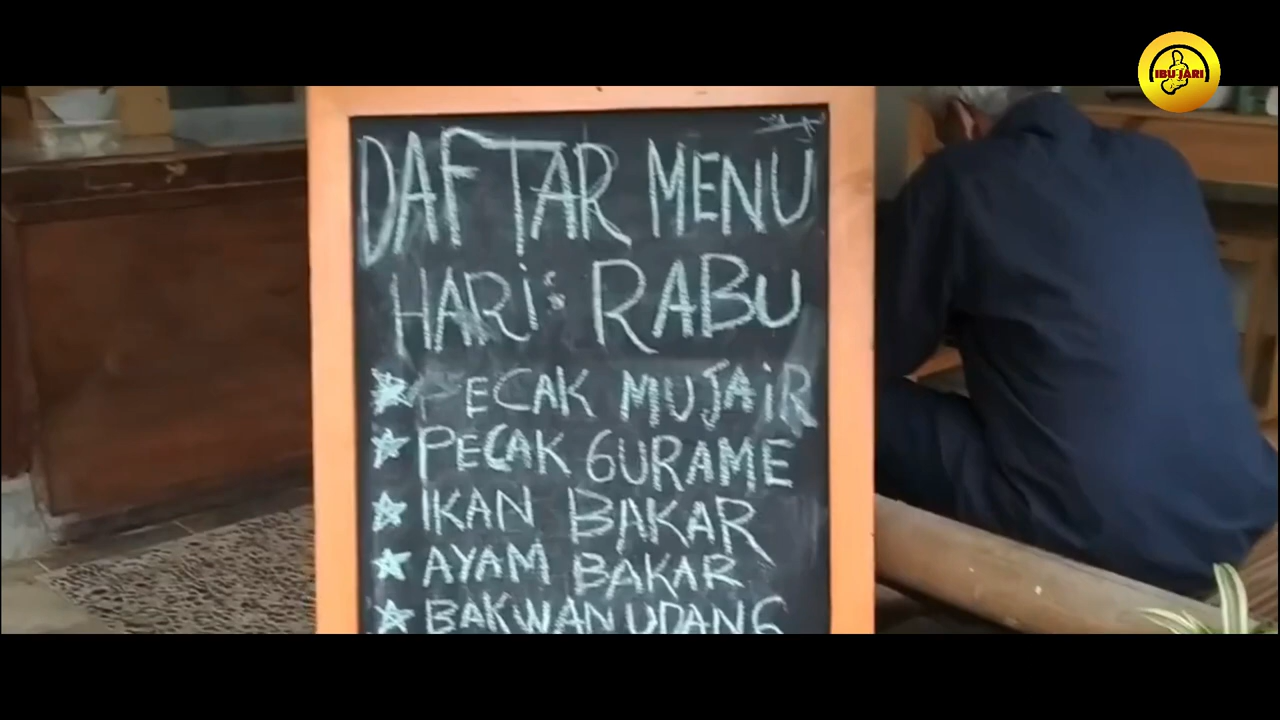 IBU JARI
DAFTAR MENU
HARI: RABU
PECAK MUJAiR
PECAK GURAME
IKAN BAKAR
AYAM BAKAR
BAKWAN UDANG